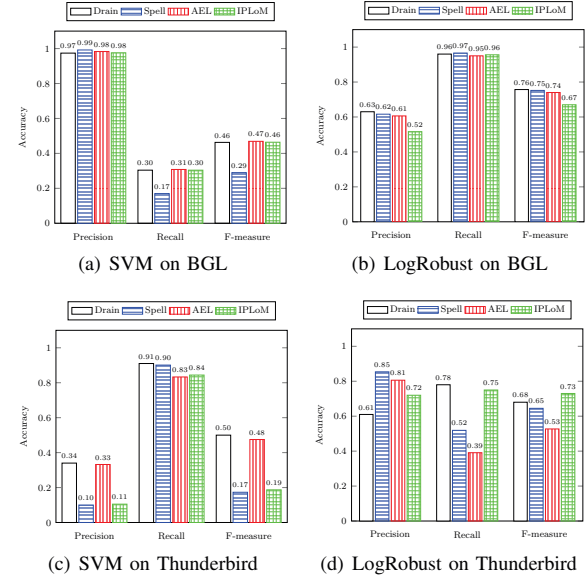 Drain Spell AEL IPLoM
Accuracy
1
0.8
0.6
0.4
0.2
0
0.97 0.99 0.98 0.98
0.30 0.17 0.31 0.30
0.46 0.29 0.47 0.46
Precision Recall F-measure
(a) SVM on BGL
Drain Spell AEL IPLoM
Accuracy
1
0.8
0.6
0.4
0.2
0
0.63 0.62 0.61 0.52
0.96 0.97 0.95 0.96
0.76 0.75 0.74 0.67
Precision Recall F-measure
(b) LogRobust on BGL
Drain Spell AEL IPLoM
Accuracy
1
0.8
0.6
0.4
0.2
0
0.34 0.10 0.33 0.11
0.91 0.90 0.83 0.84
0.50 0.17 0.48 0.19
Precision Recall F-measure
(c) SVM on Thunderbird
Drain Spell AEL IPLoM
Accuracy
1
0.8
0.6
0.4
0.2
0
0.61 0.85 0.81 0.72
0.78 0.52 0.39 0.75
0.68 0.65 0.53 0.73
Precision Recall F-measure
(d) LogRobust on Thunderbird